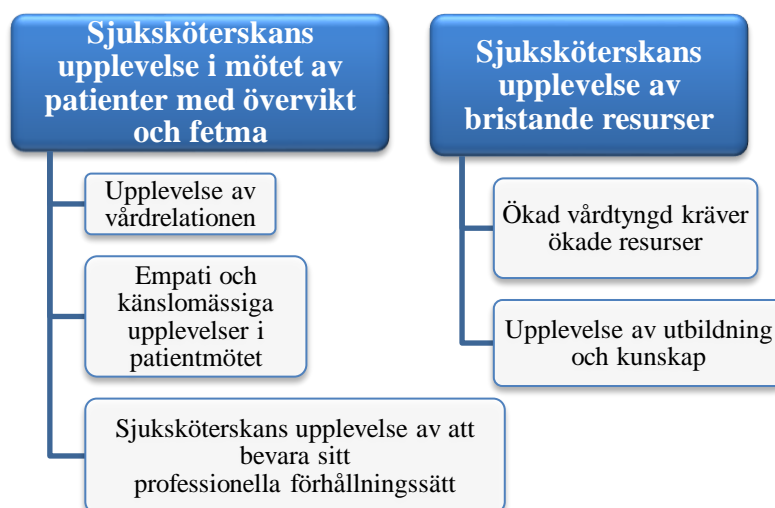 Sjuksköterskans
upplevelse i mötet av
patienter med övervikt
och fetma
Upplevelse av
vårdrelationen
Empati och
känslomässiga
upplevelser i
patientmötet
Sjuksköterskans upplevelse av att
bevara sitt
professionella förhållningssätt
Sjuksköterskans
upplevelse av
bristande resurser
Ökad vårdtyngd kräver
ökade resurser
Upplevelse av utbildning
och kunskap